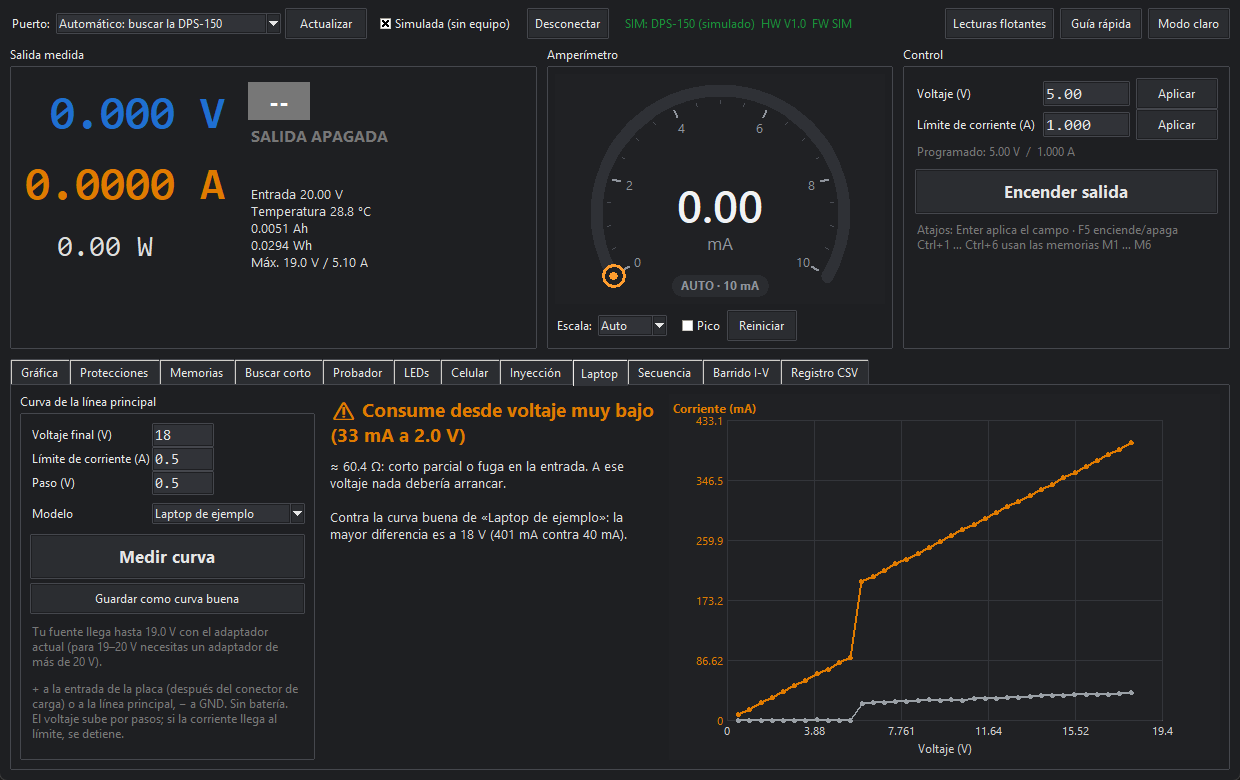 Puerto: Automático: buscar la DPS-150 Actualizar Simulada (sin equipo) Desconectar SIM: DPS-150 (simulado) HW V1.0 FW SIM Lecturas flotantes Guía rápida Modo claro
Salida medida
0.000 V
--
SALIDA APAGADA
0.0000 A
0.00 W
Entrada 20.00 V
Temperatura 28.8 °C
0.0051 Ah
0.0294 Wh
Máx. 19.0 V / 5.10 A
Amperímetro
4 6
2 8
0.00
mA
0 10
AUTO · 10 mA
Escala: Auto Pico Reiniciar
Control
Voltaje (V) 5.00 Aplicar
Límite de corriente (A) 1.000 Aplicar
Programado: 5.00 V / 1.000 A
Encender salida
Atajos: Enter aplica el campo · F5 enciende/apaga
Ctrl+1 ... Ctrl+6 usan las memorias M1 ... M6
Gráfica Protecciones Memorias Buscar corto Probador LEDs Celular Inyección Laptop Secuencia Barrido I-V Registro CSV
Curva de la línea principal
Voltaje final (V) 18
Límite de corriente (A) 0.5
Paso (V) 0.5
Modelo Laptop de ejemplo
Medir curva
Guardar como curva buena
Tu fuente llega hasta 19.0 V con el adaptador
actual (para 19–20 V necesitas un adaptador de
más de 20 V).
+ a la entrada de la placa (después del conector de
carga) o a la línea principal, − a GND. Sin batería.
El voltaje sube por pasos; si la corriente llega al
límite, se detiene.
⚠ Consume desde voltaje muy bajo
(33 mA a 2.0 V)
≈ 60.4 Ω: corto parcial o fuga en la entrada. A ese
voltaje nada debería arrancar.
Contra la curva buena de «Laptop de ejemplo»: la
mayor diferencia es a 18 V (401 mA contra 40 mA).
Corriente (mA)
433.1
346.5
259.9
173.2
86.62
0
0 3.88 7.761 11.64 15.52 19.4
Voltaje (V)